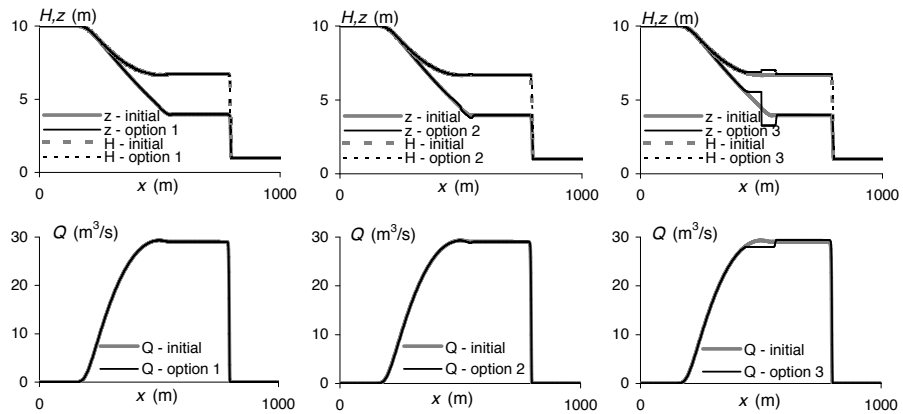 H,z (m)
10
5
0
z - initial
z - option 1
H - initial
H - option 1
0
x (m)
1000
H,z (m)
10
5
0
z - initial
z - option 2
H - initial
H - option 2
0
x (m)
1000
H,z (m)
10
5
0
z - initial
z - option 3
H - initial
H - option 3
0
x (m)
1000
Q (m³/s)
30
20
10
0
Q - initial
Q - option 1
0
x (m)
1000
Q (m³/s)
30
20
10
0
Q - initial
Q - option 2
0
x (m)
1000
Q (m³/s)
30
20
10
0
Q - initial
Q - option 3
0
x (m)
1000